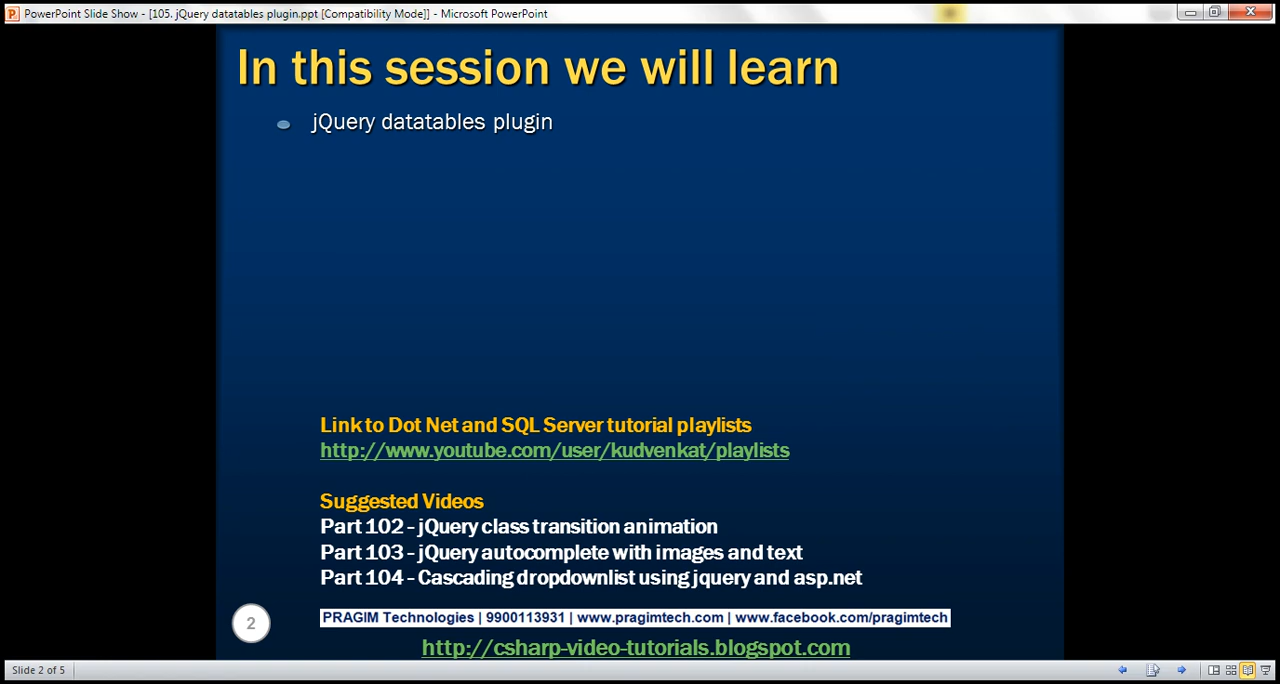 PowerPoint Slide Show - [105. jQuery datatables plugin.ppt [Compatibility Mode]] - Microsoft PowerPoint
In this session we will learn
jQuery datatables plugin
Link to Dot Net and SQL Server tutorial playlists
http://www.youtube.com/user/kudvenkat/playlists
Suggested Videos
Part 102 - jQuery class transition animation
Part 103 - jQuery autocomplete with images and text
Part 104 - Cascading dropdownlist using jquery and asp.net
2
PRAGIM Technologies | 9900113931 | www.pragimtech.com | www.facebook.com/pragimtech
http://csharp-video-tutorials.blogspot.com
Slide 2 of 5